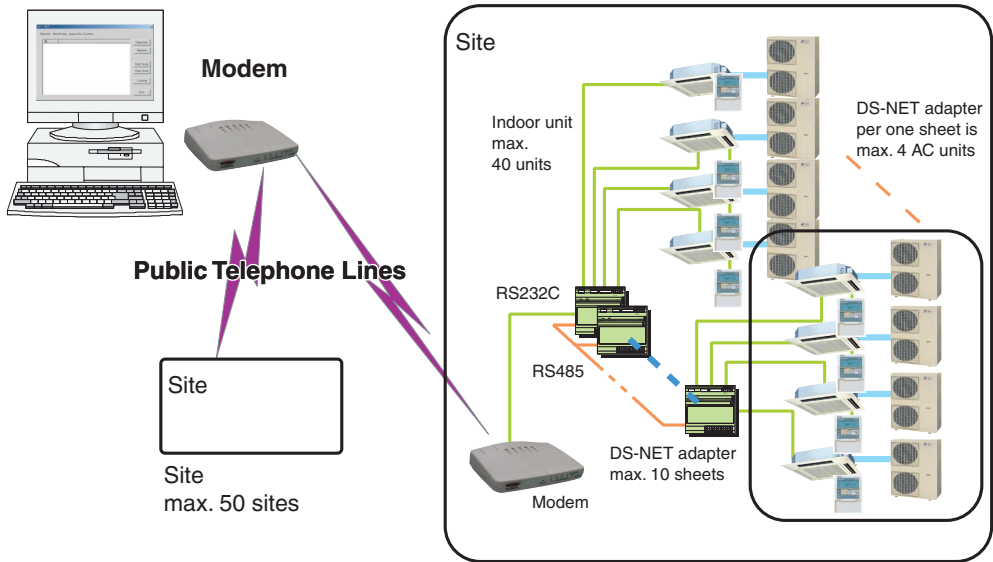 Modem
Public Telephone Lines
Site
Site
max. 50 sites
Site
Indoor unit
max.
40 units
DS-NET adapter
per one sheet is
max. 4 AC units
RS232C
RS485
DS-NET adapter
max. 10 sheets
Modem